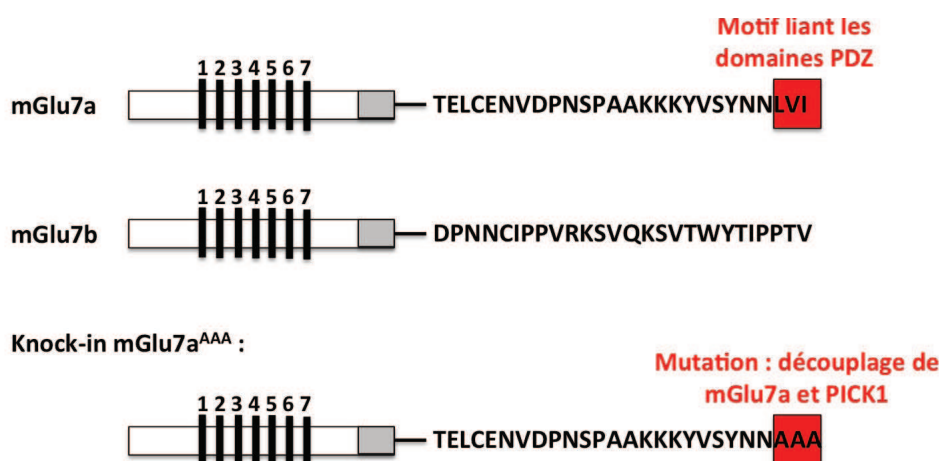 Motif liant les
domaines PDZ
1 2 3 4 5 6 7
mGlu7a TELCENVDPNSPAAKKKYVSYNNLVI
1 2 3 4 5 6 7
mGlu7b DPNNCIPPVRKSVQKSVTWYTIPPTV
Knock-in mGlu7aᴬᴬᴬ :
Mutation : découplage de
mGlu7a et PICK1
1 2 3 4 5 6 7
TELCENVDPNSPAAKKKYVSYNNAAA